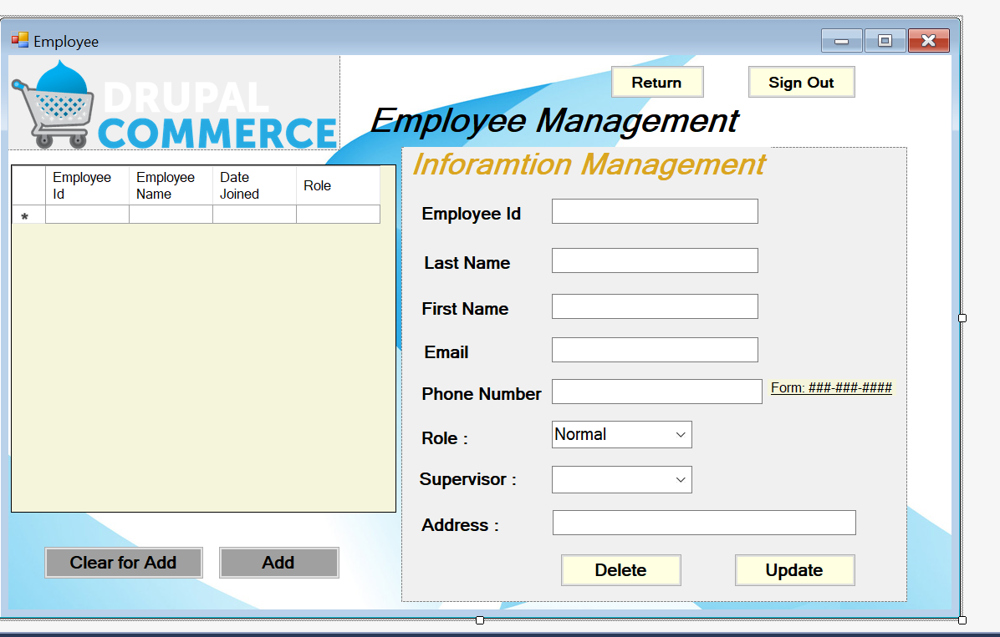 Employee
Return
Sign Out
DRUPAL
COMMERCE
Employee Management
Inforamtion Management
Employee Id
Employee Name
Date Joined
Role
*
Employee Id
Last Name
First Name
Email
Phone Number
Form: ###-###-####
Role :
Normal
Supervisor :
Address :
Clear for Add
Add
Delete
Update